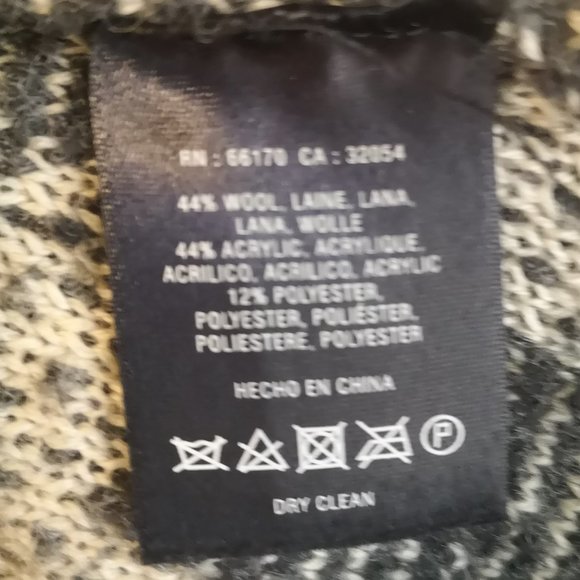 RN : 66170 CA : 32054
44% WOOL, LAINE, LANA,
LANA, WOLLE
44% ACRYLIC, ACRYLIQUE,
ACRILICO, ACRILICO, ACRYLIC
12% POLYESTER,
POLYESTER, POLIÉSTER,
POLIESTERE, POLYESTER
HECHO EN CHINA
P
DRY CLEAN